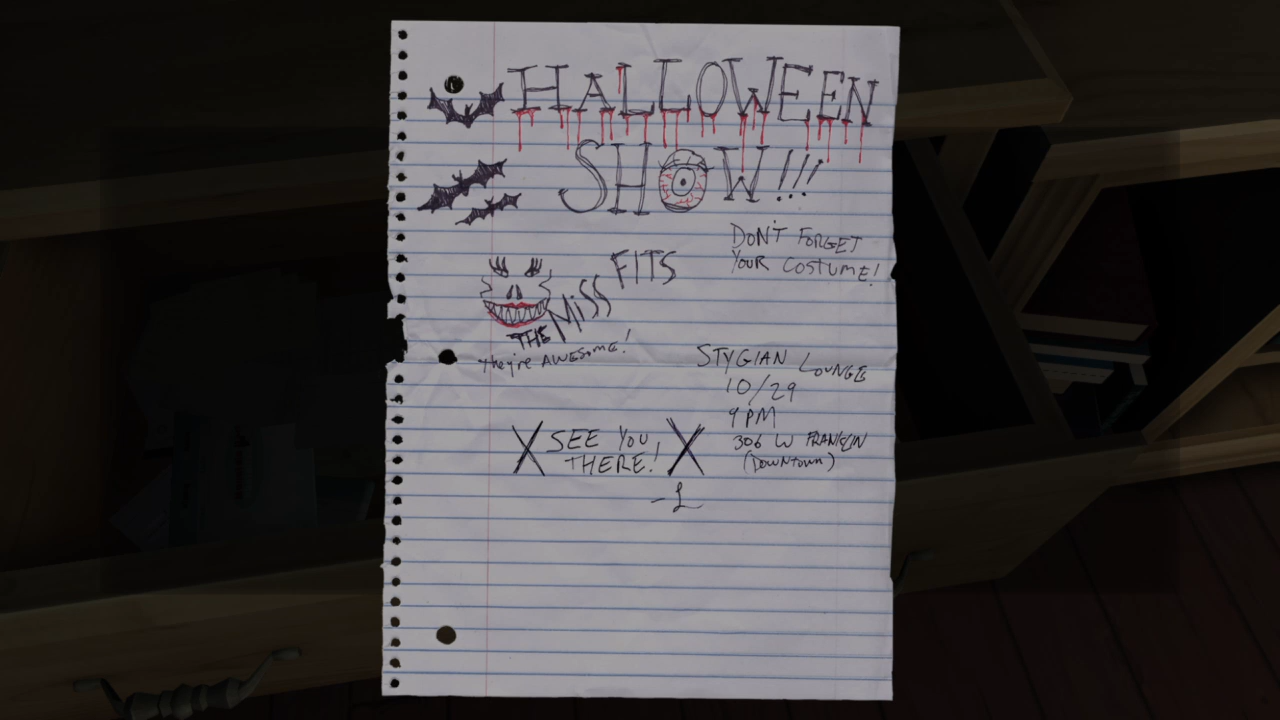 HALLOWEEN
SHOW!!!
DON'T FORGET
YOUR COSTUME!
THE MISS FITS
they're AWESOME!
STYGIAN LOUNGE
10/29
9PM
306 W FRANKLIN
(DOWNTOWN)
X SEE YOU X
THERE!
-L